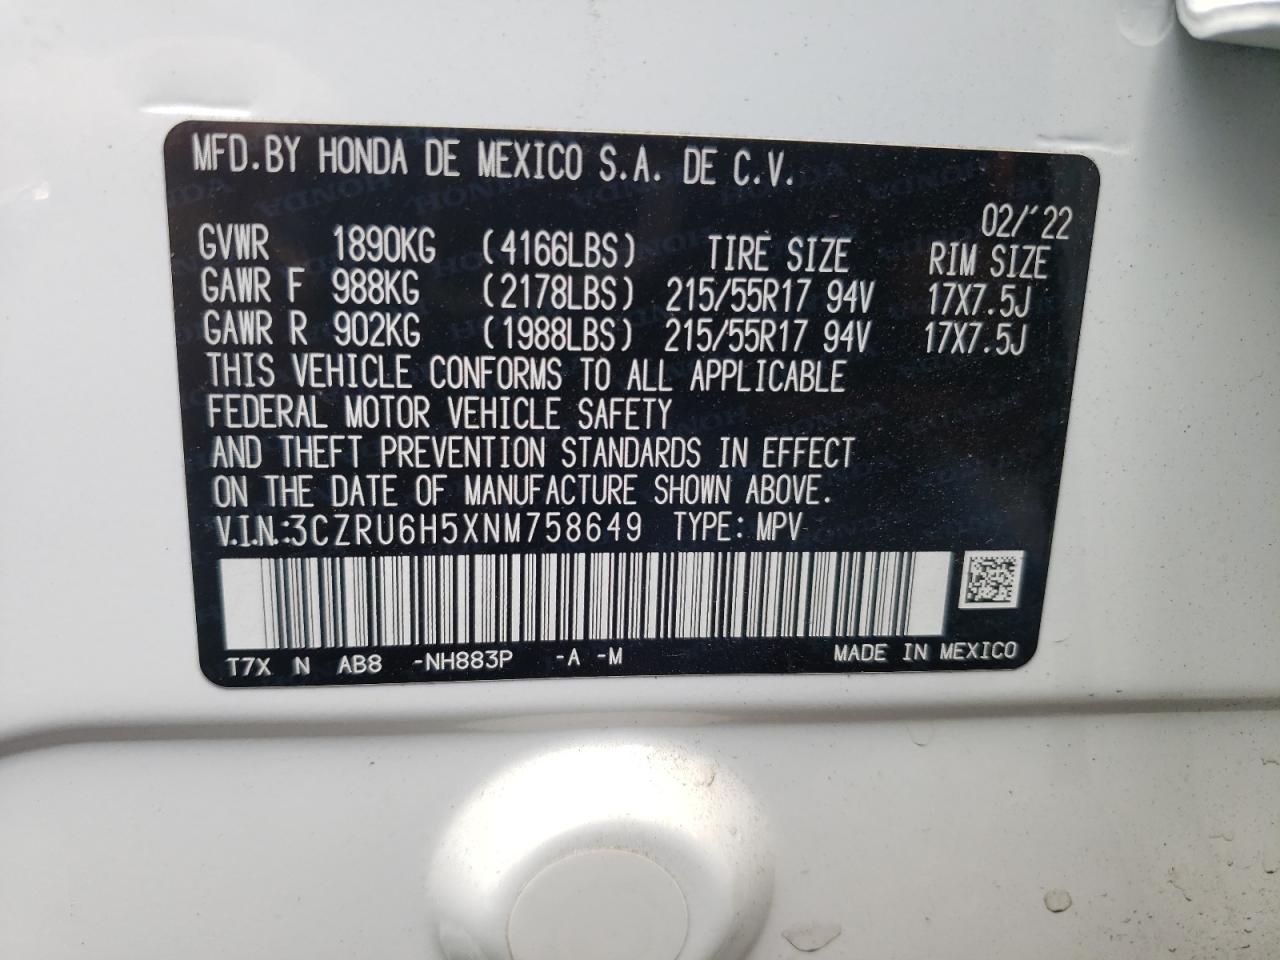 MFD.BY HONDA DE MEXICO S.A. DE C.V.
02/'22
GVWR 1890KG (4166LBS) TIRE SIZE RIM SIZE
GAWR F 988KG (2178LBS) 215/55R17 94V 17X7.5J
GAWR R 902KG (1988LBS) 215/55R17 94V 17X7.5J
THIS VEHICLE CONFORMS TO ALL APPLICABLE
FEDERAL MOTOR VEHICLE SAFETY
AND THEFT PREVENTION STANDARDS IN EFFECT
ON THE DATE OF MANUFACTURE SHOWN ABOVE.
V.I.N.:3CZRU6H5XNM758649 TYPE: MPV
T7X N AB8 -NH883P -A -M MADE IN MEXICO